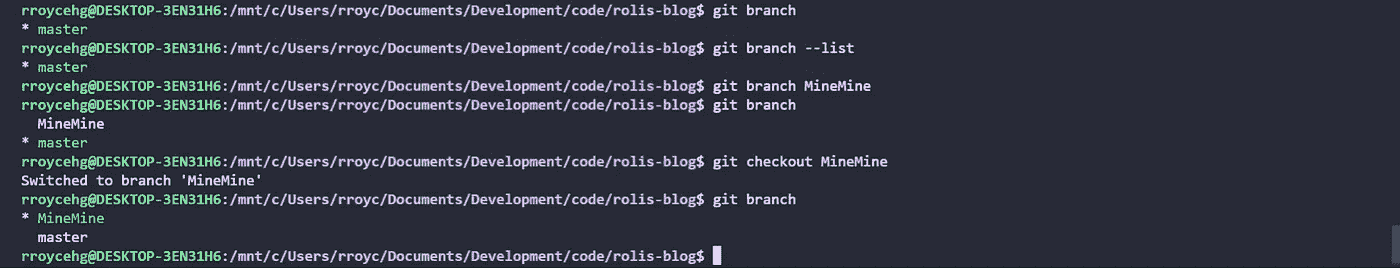 rroycehg@DESKTOP-3EN31H6:/mnt/c/Users/rroyc/Documents/Development/code/rolis-blog$ git branch
* master
rroycehg@DESKTOP-3EN31H6:/mnt/c/Users/rroyc/Documents/Development/code/rolis-blog$ git branch --list
* master
rroycehg@DESKTOP-3EN31H6:/mnt/c/Users/rroyc/Documents/Development/code/rolis-blog$ git branch MineMine
rroycehg@DESKTOP-3EN31H6:/mnt/c/Users/rroyc/Documents/Development/code/rolis-blog$ git branch
  MineMine
* master
rroycehg@DESKTOP-3EN31H6:/mnt/c/Users/rroyc/Documents/Development/code/rolis-blog$ git checkout MineMine
Switched to branch 'MineMine'
rroycehg@DESKTOP-3EN31H6:/mnt/c/Users/rroyc/Documents/Development/code/rolis-blog$ git branch
* MineMine
  master
rroycehg@DESKTOP-3EN31H6:/mnt/c/Users/rroyc/Documents/Development/code/rolis-blog$